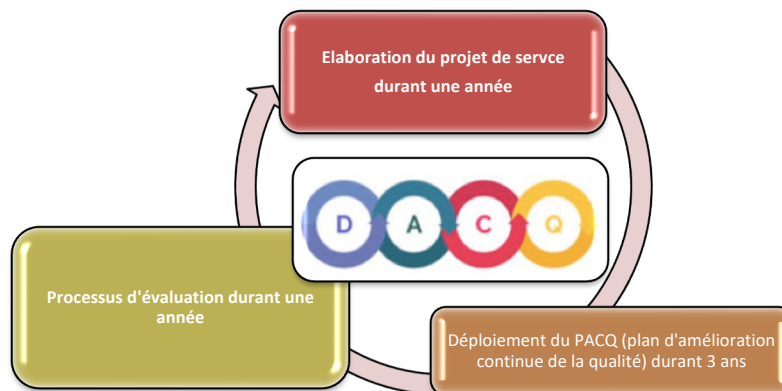 Elaboration du projet de servce
durant une année
D A C Q
Processus d'évaluation durant une
année
Déploiement du PACQ (plan d'amélioration
continue de la qualité) durant 3 ans